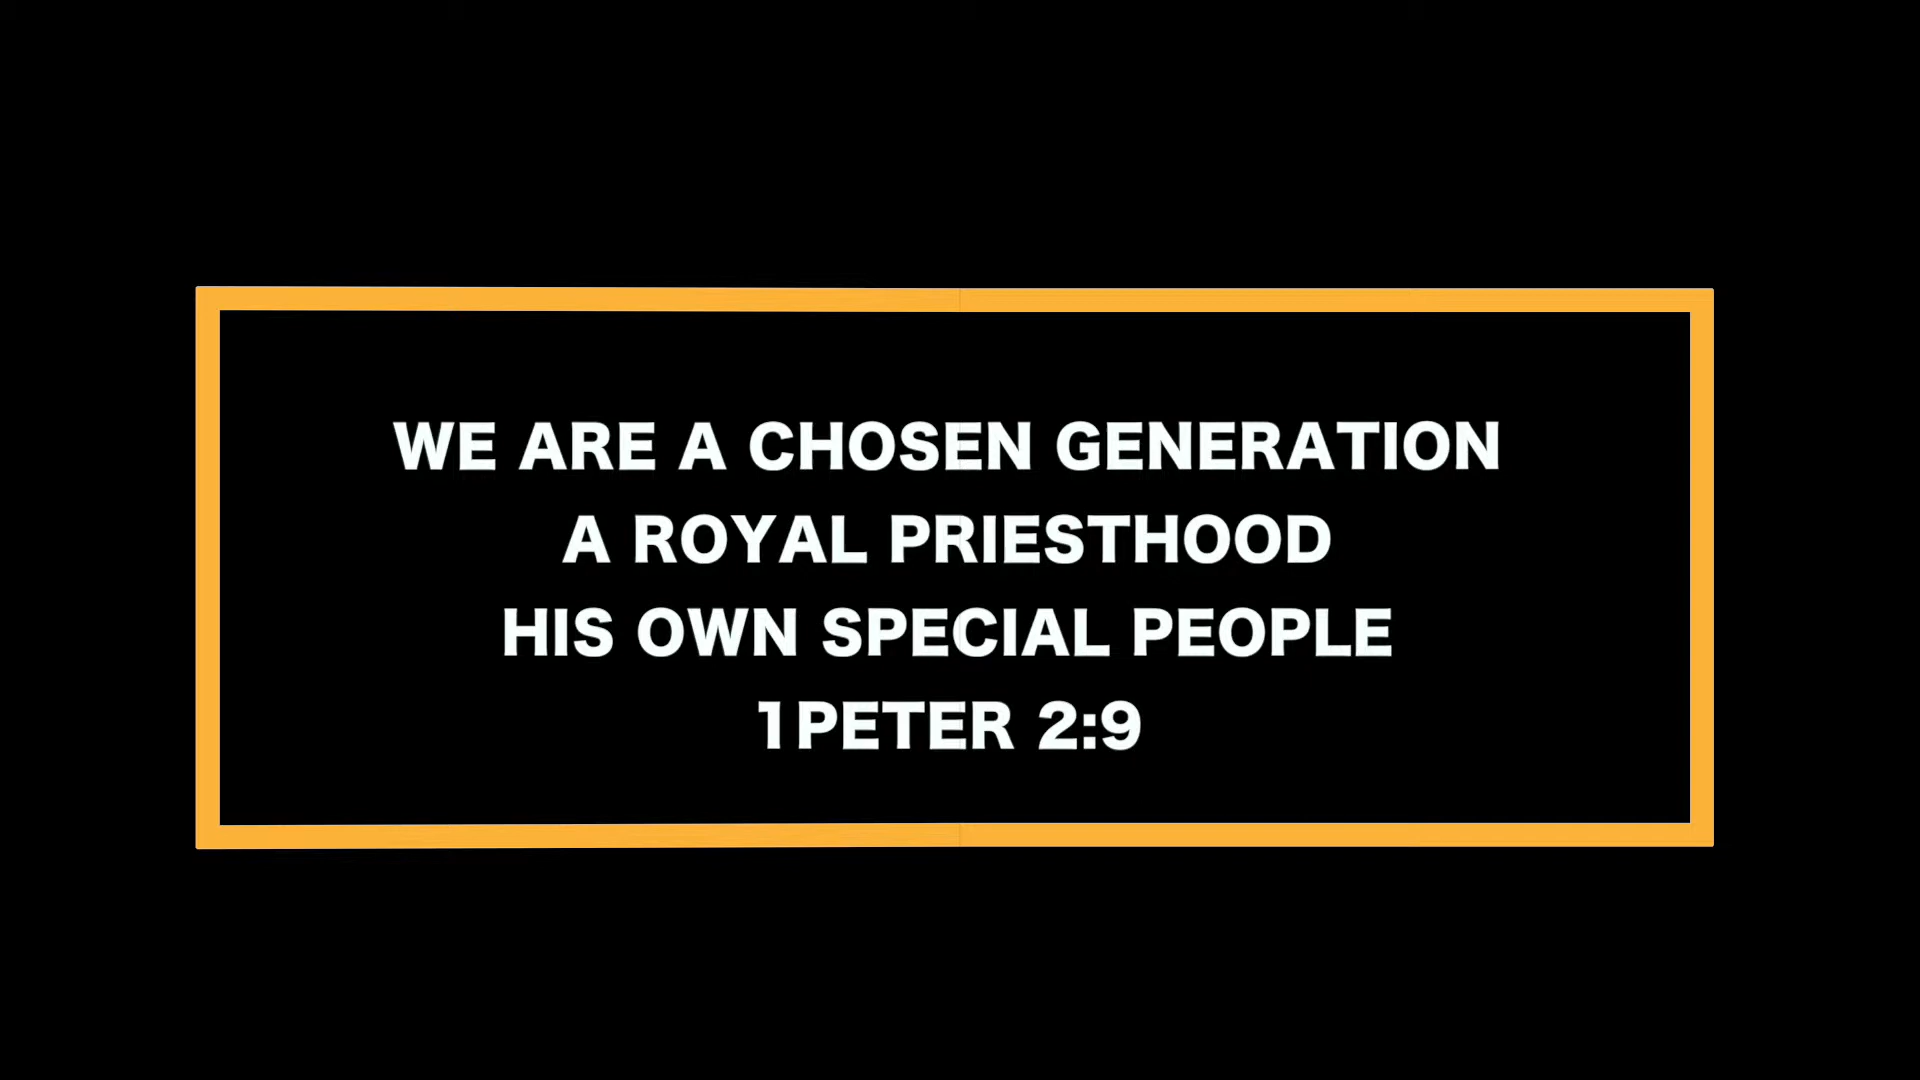 WE ARE A CHOSEN GENERATION
A ROYAL PRIESTHOOD
HIS OWN SPECIAL PEOPLE
1PETER 2:9